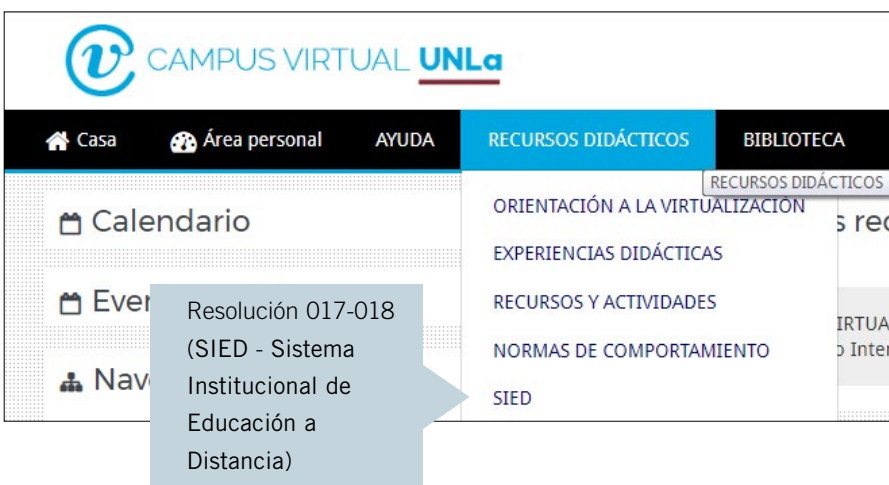 CAMPUS VIRTUAL UNLa
Casa Área personal AYUDA RECURSOS DIDÁCTICOS BIBLIOTECA
RECURSOS DIDÁCTICOS
ORIENTACIÓN A LA VIRTUALIZACIÓN
EXPERIENCIAS DIDÁCTICAS
RECURSOS Y ACTIVIDADES
NORMAS DE COMPORTAMIENTO
SIED
Calendario
Resolución 017-018
(SIED - Sistema
Institucional de
Educación a
Distancia)